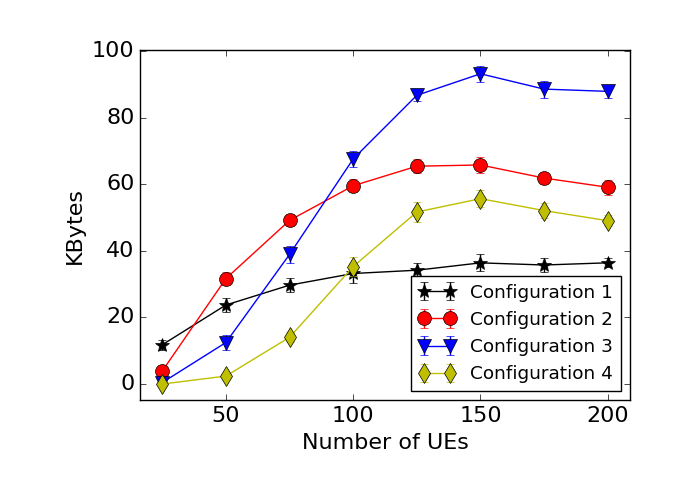 100
80
60
40
20
0
KBytes
50 100 150 200
Number of UEs
Configuration 1
Configuration 2
Configuration 3
Configuration 4